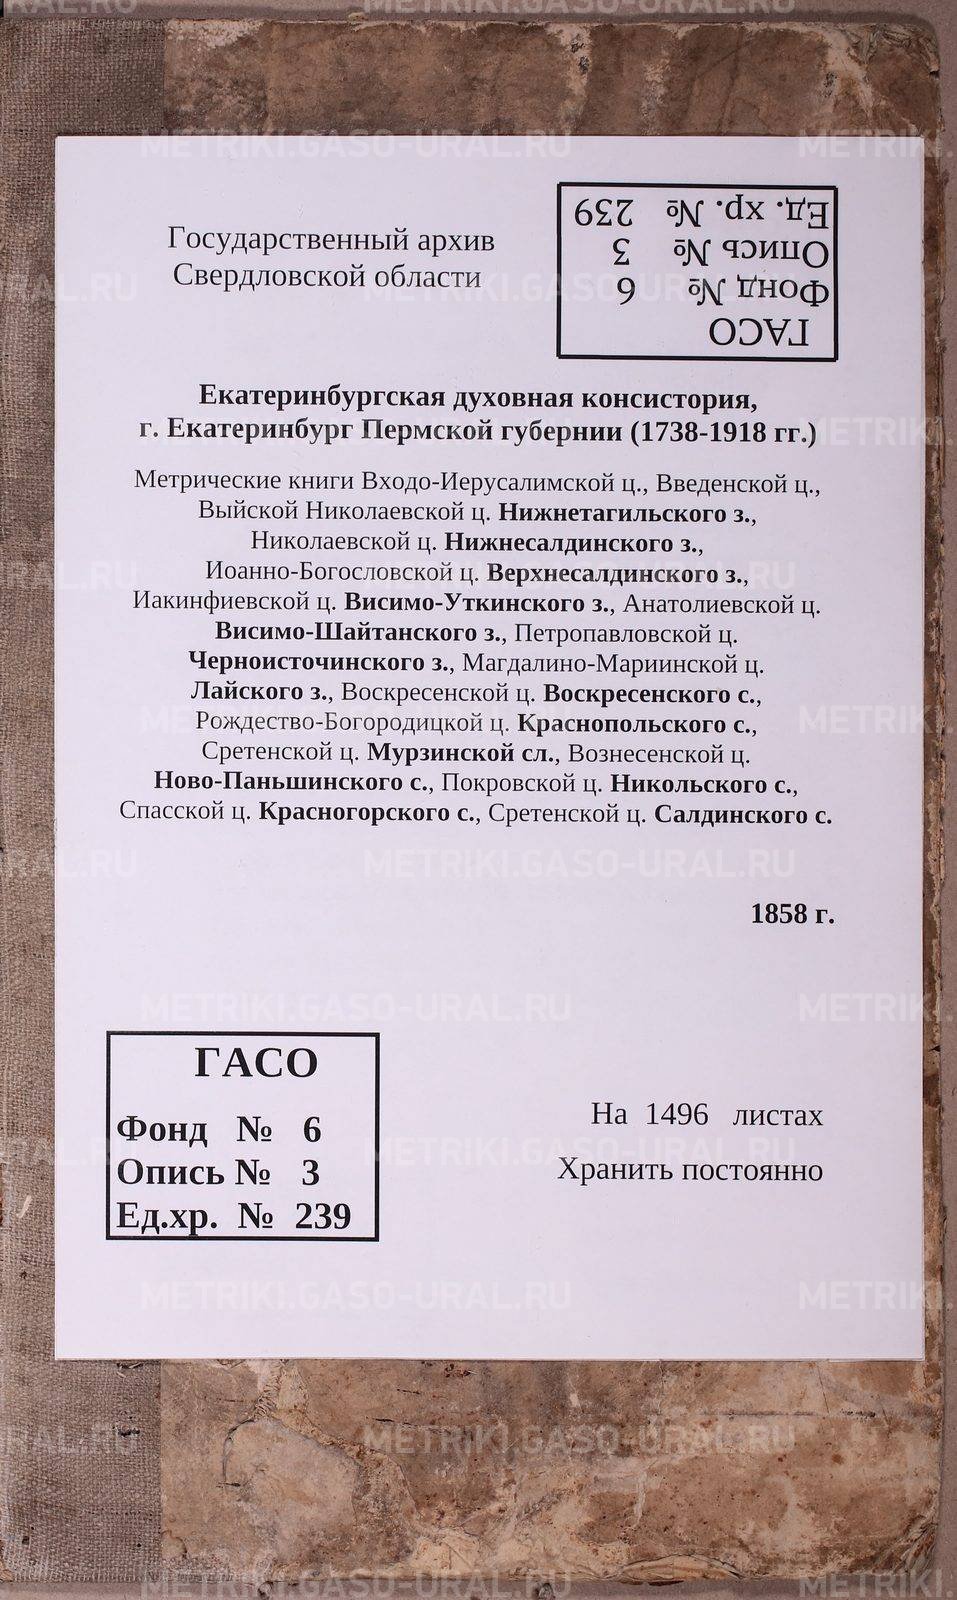 Государственный архив
Свердловской области
ГАСО
Фонд № 6
Опись № 3
Ед. хр. № 239
Екатеринбургская духовная консистория,
г. Екатеринбург Пермской губернии (1738-1918 гг.)
Метрические книги Входо-Иерусалимской ц., Введенской ц.,
Выйской Николаевской ц. Нижнетагильского з.,
Николаевской ц. Нижнесалдинского з.,
Иоанно-Богословской ц. Верхнесалдинского з.,
Иакинфиевской ц. Висимо-Уткинского з., Анатолиевской ц.
Висимо-Шайтанского з., Петропавловской ц.
Черноисточинского з., Магдалино-Мариинской ц.
Лайского з., Воскресенской ц. Воскресенского с.,
Рождество-Богородицкой ц. Краснопольского с.,
Сретенской ц. Мурзинской сл., Вознесенской ц.
Ново-Паньшинского с., Покровской ц. Никольского с.,
Спасской ц. Красногорского с., Сретенской ц. Салдинского с.
1858 г.
ГАСО
Фонд № 6
Опись № 3
Ед.хр. № 239
На 1496 листах
Хранить постоянно
METRIKI.GASO-URAL.RU